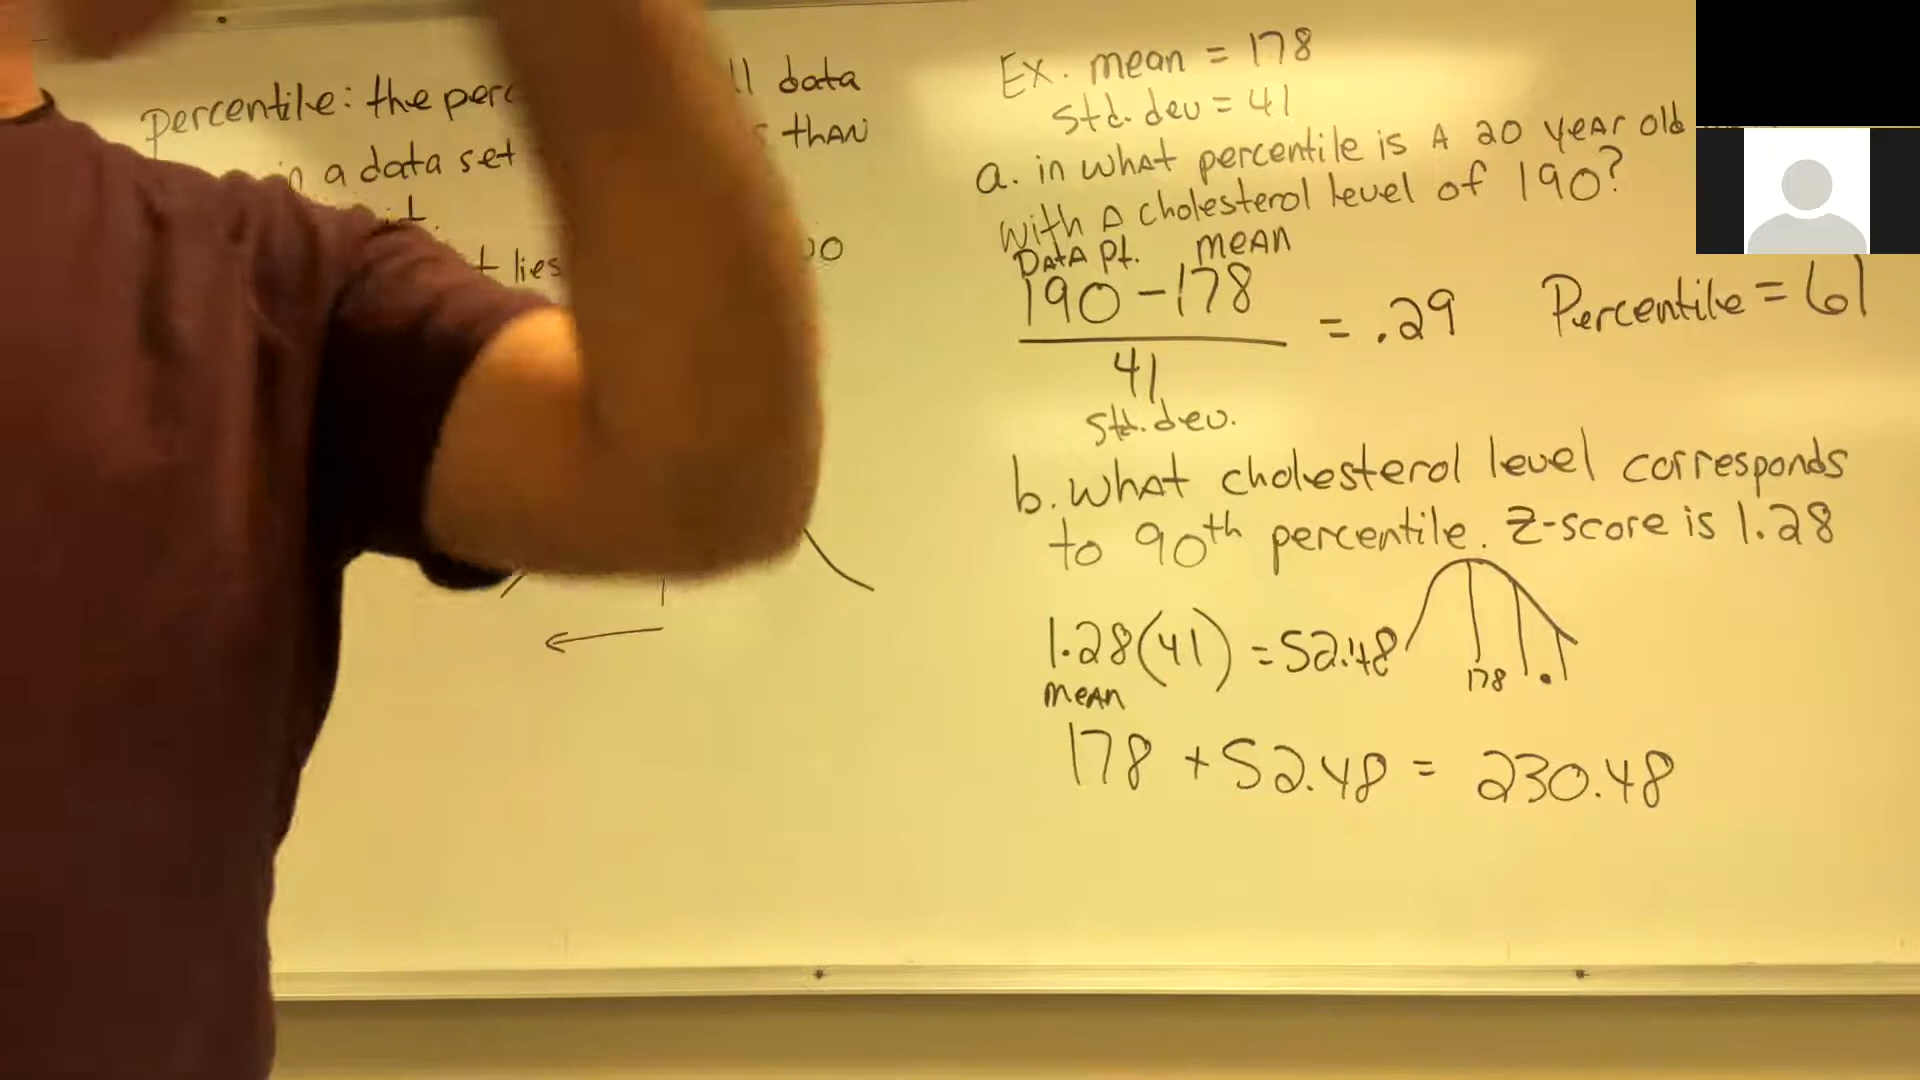 Percentile: the perc ll data
in a data set than
it
t lies
Ex. mean = 178
std. dev = 41
a. in what percentile is A 20 year old
with A cholesterol level of 190?
Data Pt. mean
190 - 178
41
std. dev.
= .29
Percentile = 61
b. what cholesterol level corresponds
to 90th percentile. Z-score is 1.28
1.28(41) = 52.48
178
mean
178 + 52.48 = 230.48